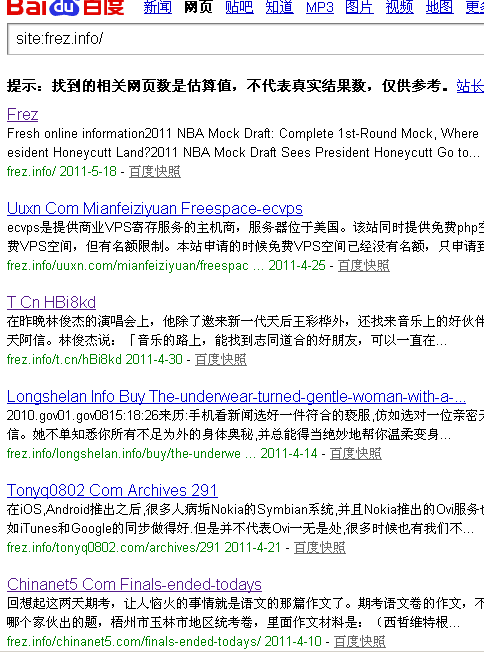 Bai du 百度 新闻 网页 贴吧 知道 MP3 图片 视频 地图
site:frez.info/
提示：找到的相关网页数是估算值，不代表真实结果数，仅供参考。站长
Frez
Fresh online information2011 NBA Mock Draft: Complete 1st-Round Mock, Where
esident Honeycutt Land?2011 NBA Mock Draft Sees President Honeycutt Go to...
frez.info/ 2011-5-18 - 百度快照
Uuxn Com Mianfeiziyuan Freespace-ecvps
ecvps是提供商业VPS寄存服务的主机商，服务器位于美国。该站同时提供免费php空
费VPS空间，但有名额限制。本站申请的时候免费VPS空间已经没有名额，只申请到
frez.info/uuxn.com/mianfeiziyuan/freespac ... 2011-4-25 - 百度快照
T Cn HBi8kd
在昨晚林俊杰的演唱会上，他除了邀来新一代天后王彩桦外，还找来音乐上的好伙伴
天阿信。林俊杰说：「音乐的路上，能找到志同道合的好朋友，可以一直在...
frez.info/t.cn/hBi8kd 2011-4-30 - 百度快照
Longshelan Info Buy The-underwear-turned-gentle-woman-with-a-...
2010.gov01.gov0815:18:26来历:手机看新闻选好一件符合的亵服,仿如选对一位亲密天
信。她不单知悉你所有不足为外的身体奥秘,并总能得当绝妙地帮你温柔变身...
frez.info/longshelan.info/buy/the-underwe ... 2011-4-14 - 百度快照
Tonyq0802 Com Archives 291
在iOS,Android推出之后,很多人病垢Nokia的Symbian系统,并且Nokia推出的Ovi服务也
如iTunes和Google的同步做得好.但是并不代表Ovi一无是处,很多时候也有我们不...
frez.info/tonyq0802.com/archives/291 2011-4-21 - 百度快照
Chinanet5 Com Finals-ended-todays
回想起这两天期考，让人恼火的事情就是语文的那篇作文了。期考语文卷的作文，不
哪个家伙出的题，梧州市玉林市地区统考卷，里面作文材料是：（西哲维特根...
frez.info/chinanet5.com/finals-ended-todays/ 2011-4-10 - 百度快照